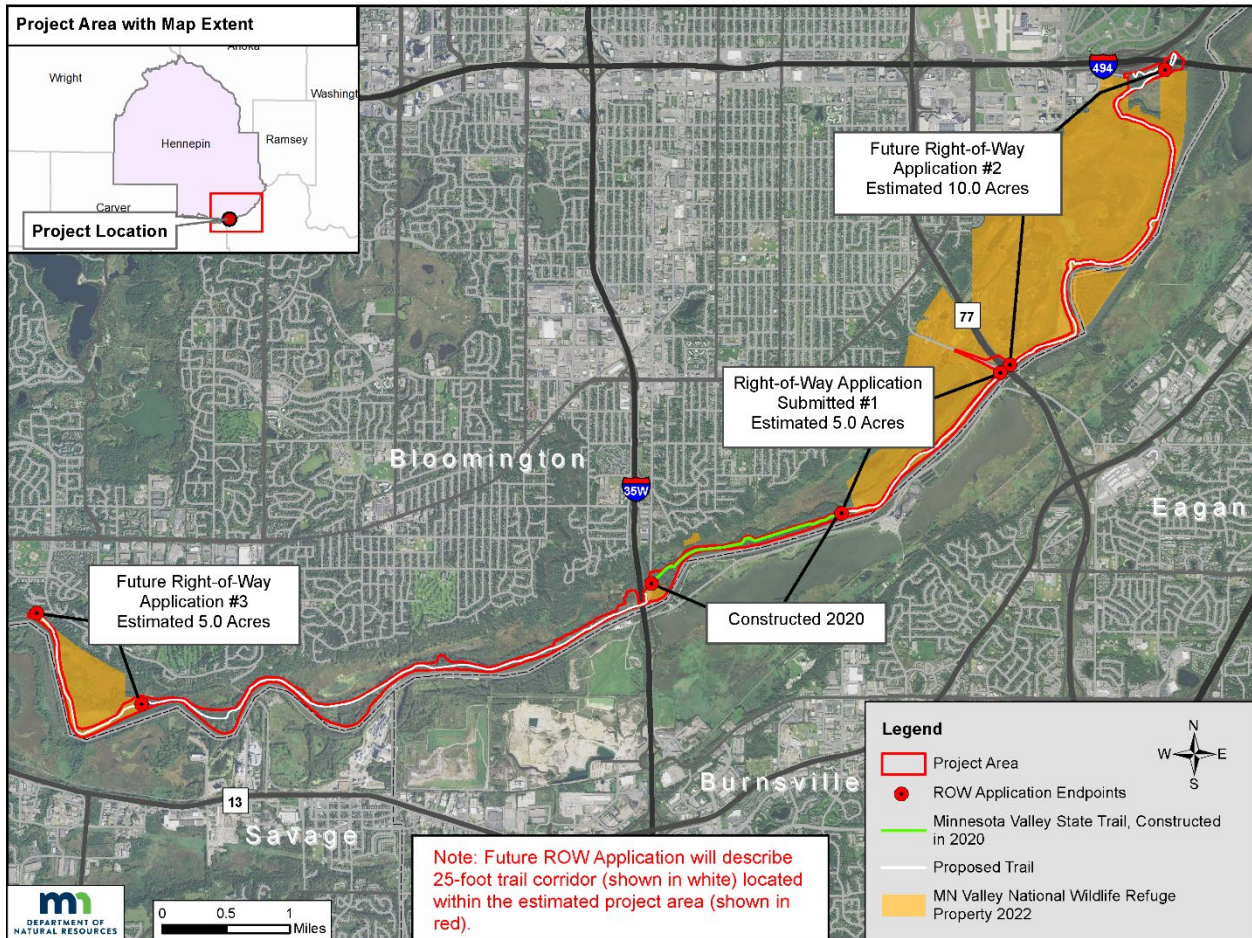 Project Area with Map Extent
Anoka
Wright
Washingt
Hennepin
Ramsey
Carver
Project Location
494
Future Right-of-Way
Application #2
Estimated 10.0 Acres
77
Right-of-Way Application
Submitted #1
Estimated 5.0 Acres
Bloomington
35W
Eagan
Future Right-of-Way
Application #3
Estimated 5.0 Acres
Constructed 2020
Burnsville
13
Savage
Note: Future ROW Application will describe
25-foot trail corridor (shown in white) located
within the estimated project area (shown in
red).
DEPARTMENT OF
NATURAL RESOURCES
0 0.5 1
Miles
Legend
N
W E
S
Project Area
ROW Application Endpoints
Minnesota Valley State Trail, Constructed
in 2020
Proposed Trail
MN Valley National Wildlife Refuge
Property 2022